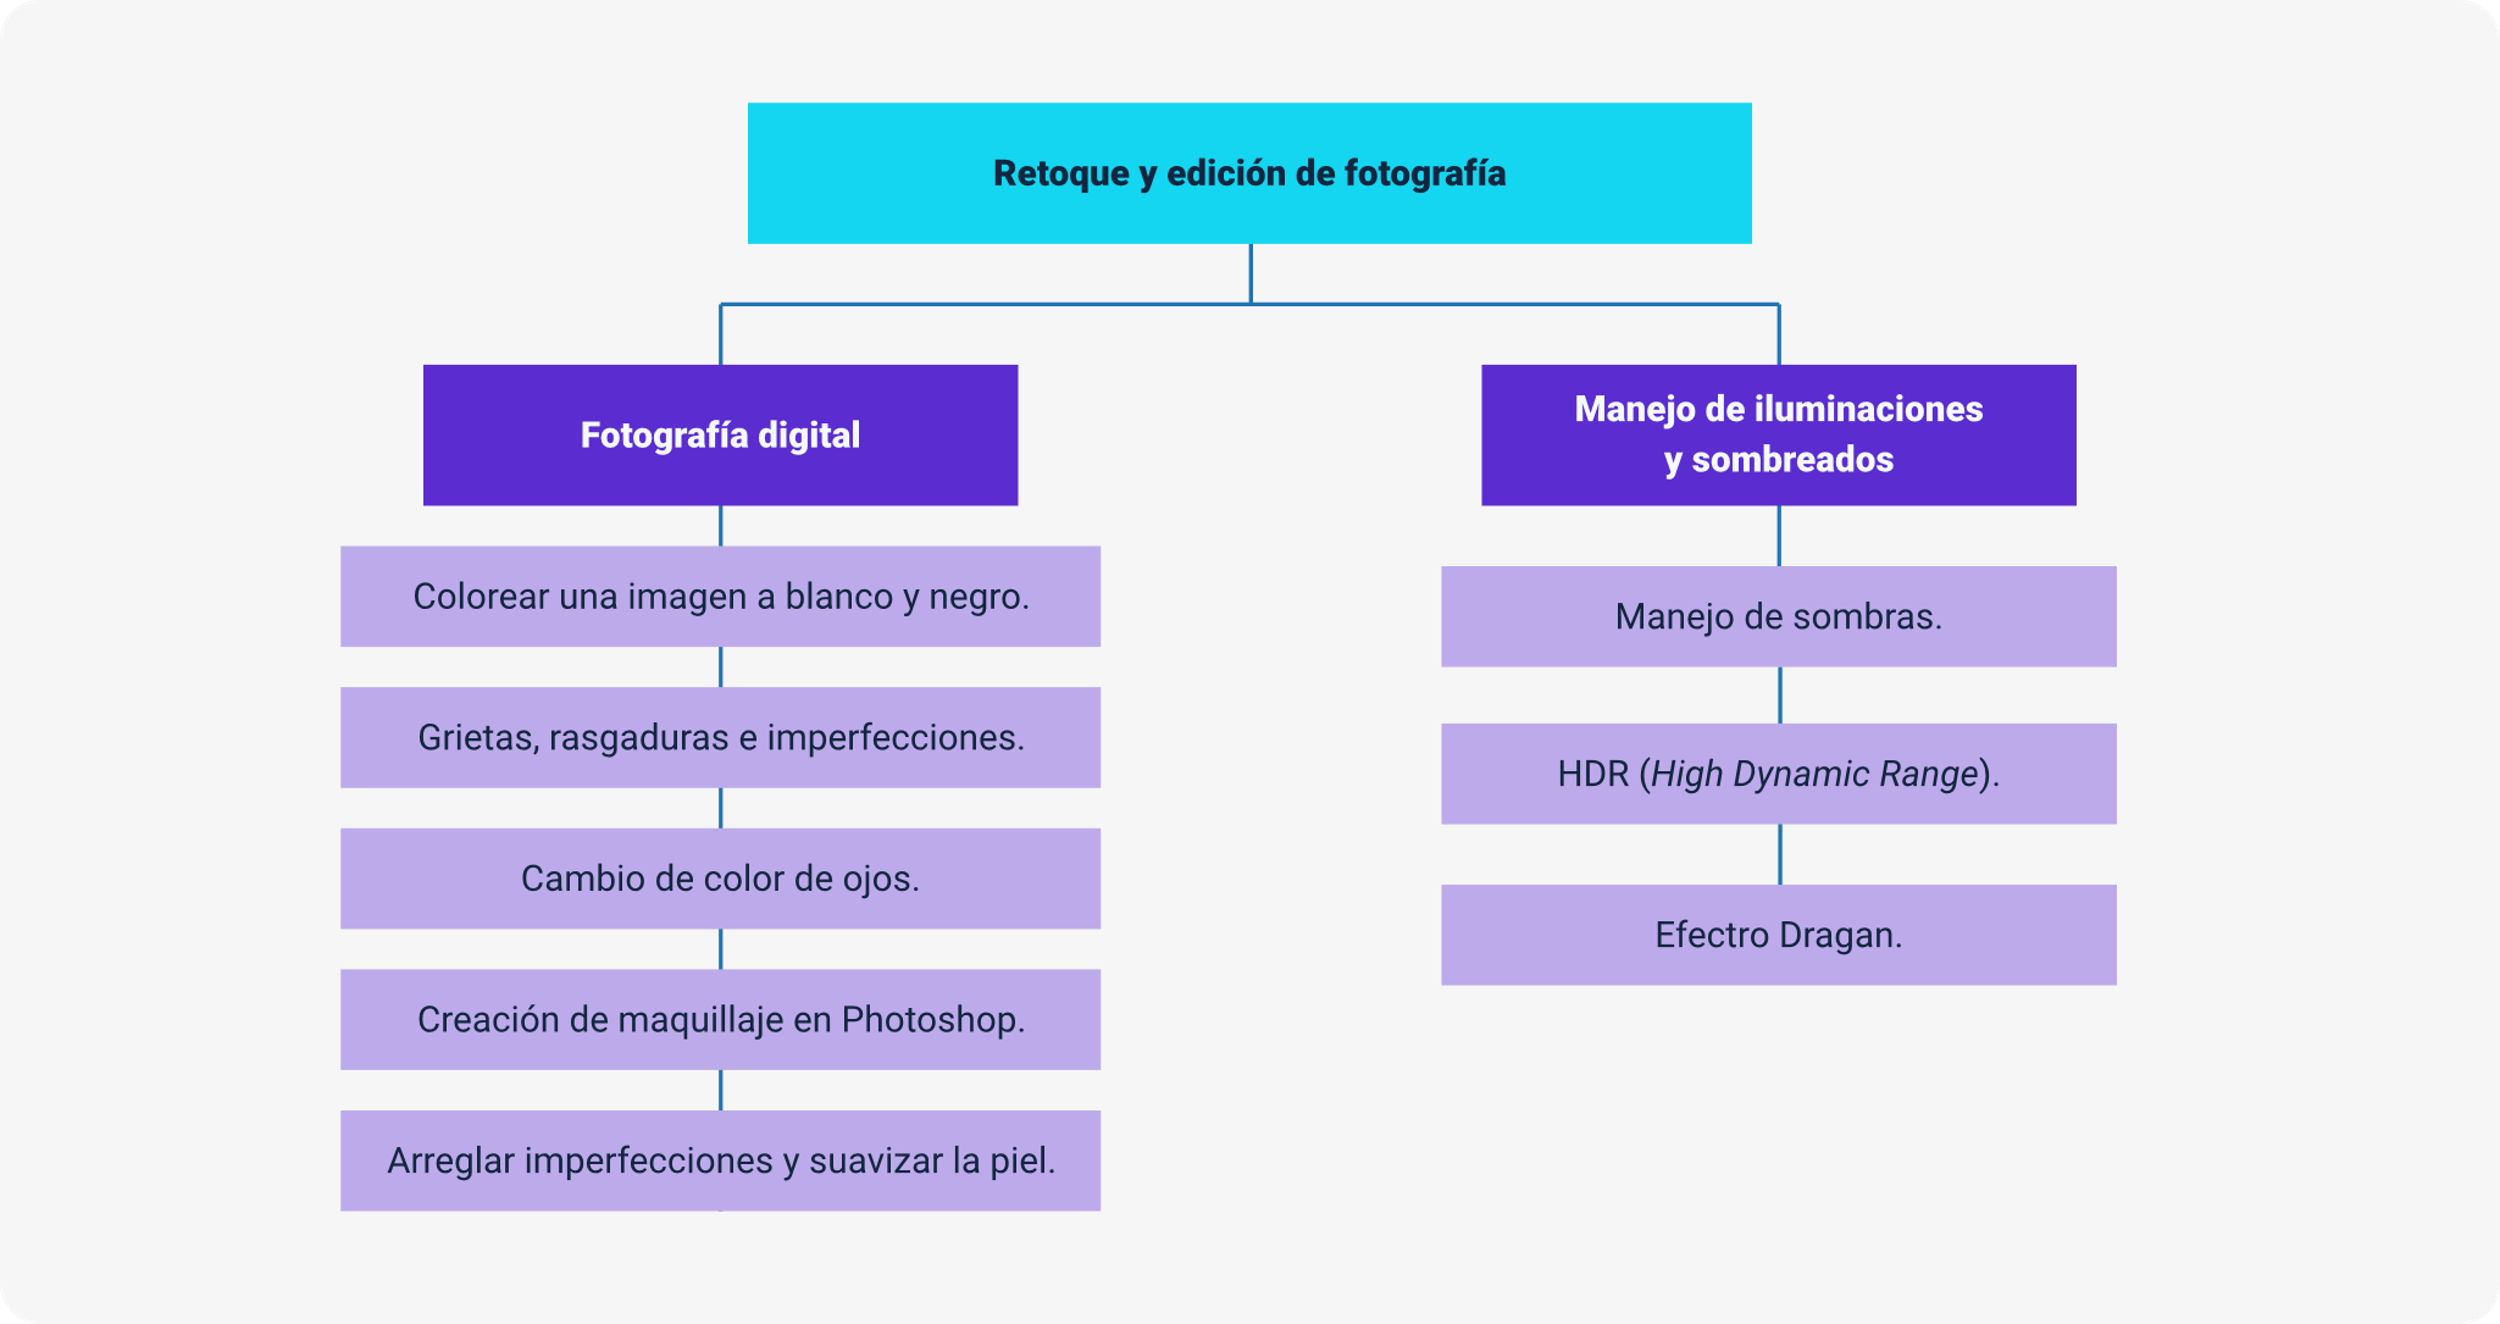 Retoque y edición de fotografía
Fotografía digital
Colorear una imagen a blanco y negro.
Grietas, rasgaduras e imperfecciones.
Cambio de color de ojos.
Creación de maquillaje en Photoshop.
Arreglar imperfecciones y suavizar la piel.
Manejo de iluminaciones
y sombreados
Manejo de sombras.
HDR (High Dynamic Range).
Efectro Dragan.